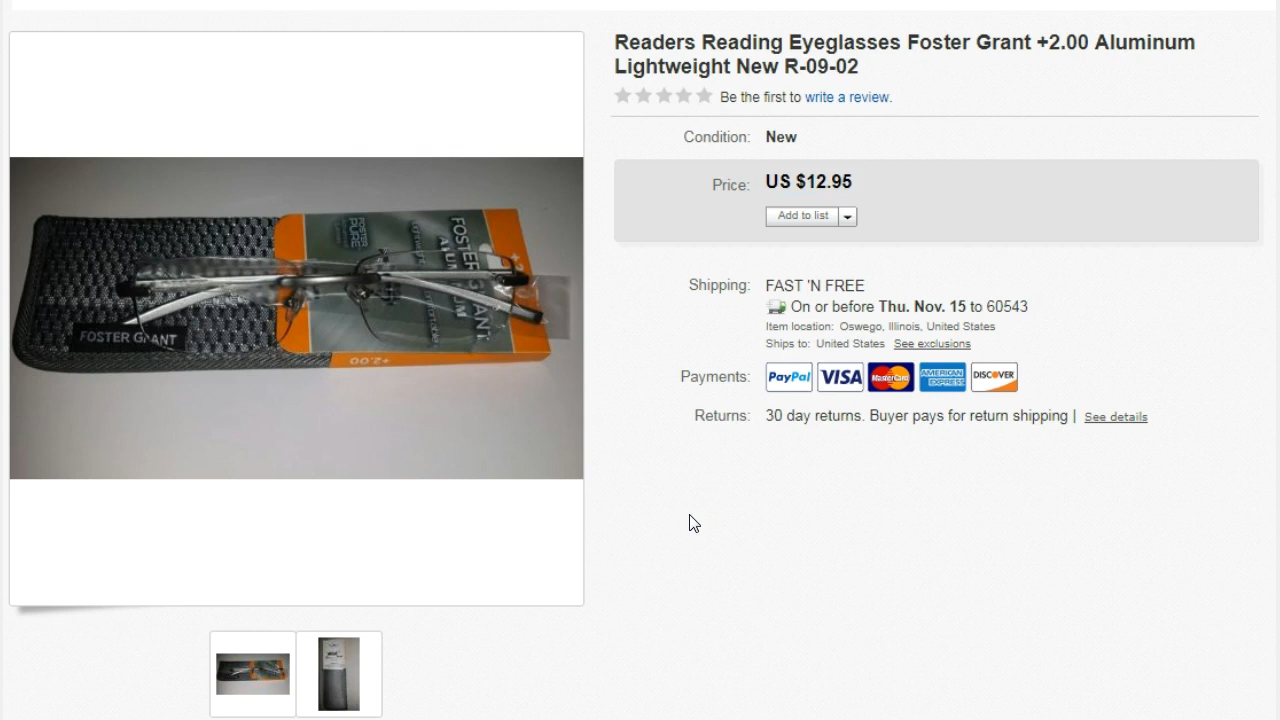 Readers Reading Eyeglasses Foster Grant +2.00 Aluminum
Lightweight New R-09-02
Be the first to write a review.
Condition: New
Price: US $12.95
Add to list
Shipping: FAST 'N FREE
On or before Thu. Nov. 15 to 60543
Item location: Oswego, Illinois, United States
Ships to: United States See exclusions
Payments: PayPal VISA MasterCard AMERICAN EXPRESS DISCOVER
Returns: 30 day returns. Buyer pays for return shipping | See details
FOSTER GRANT
FOSTER GRANT
+2.00